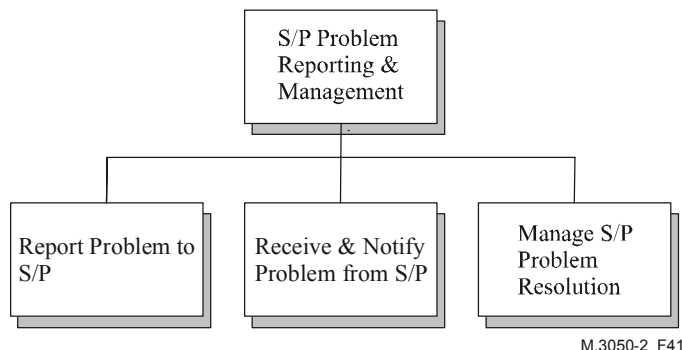 S/P Problem
Reporting &
Management
Report Problem to
S/P
Receive & Notify
Problem from S/P
Manage S/P
Problem
Resolution
M.3050-2_F41